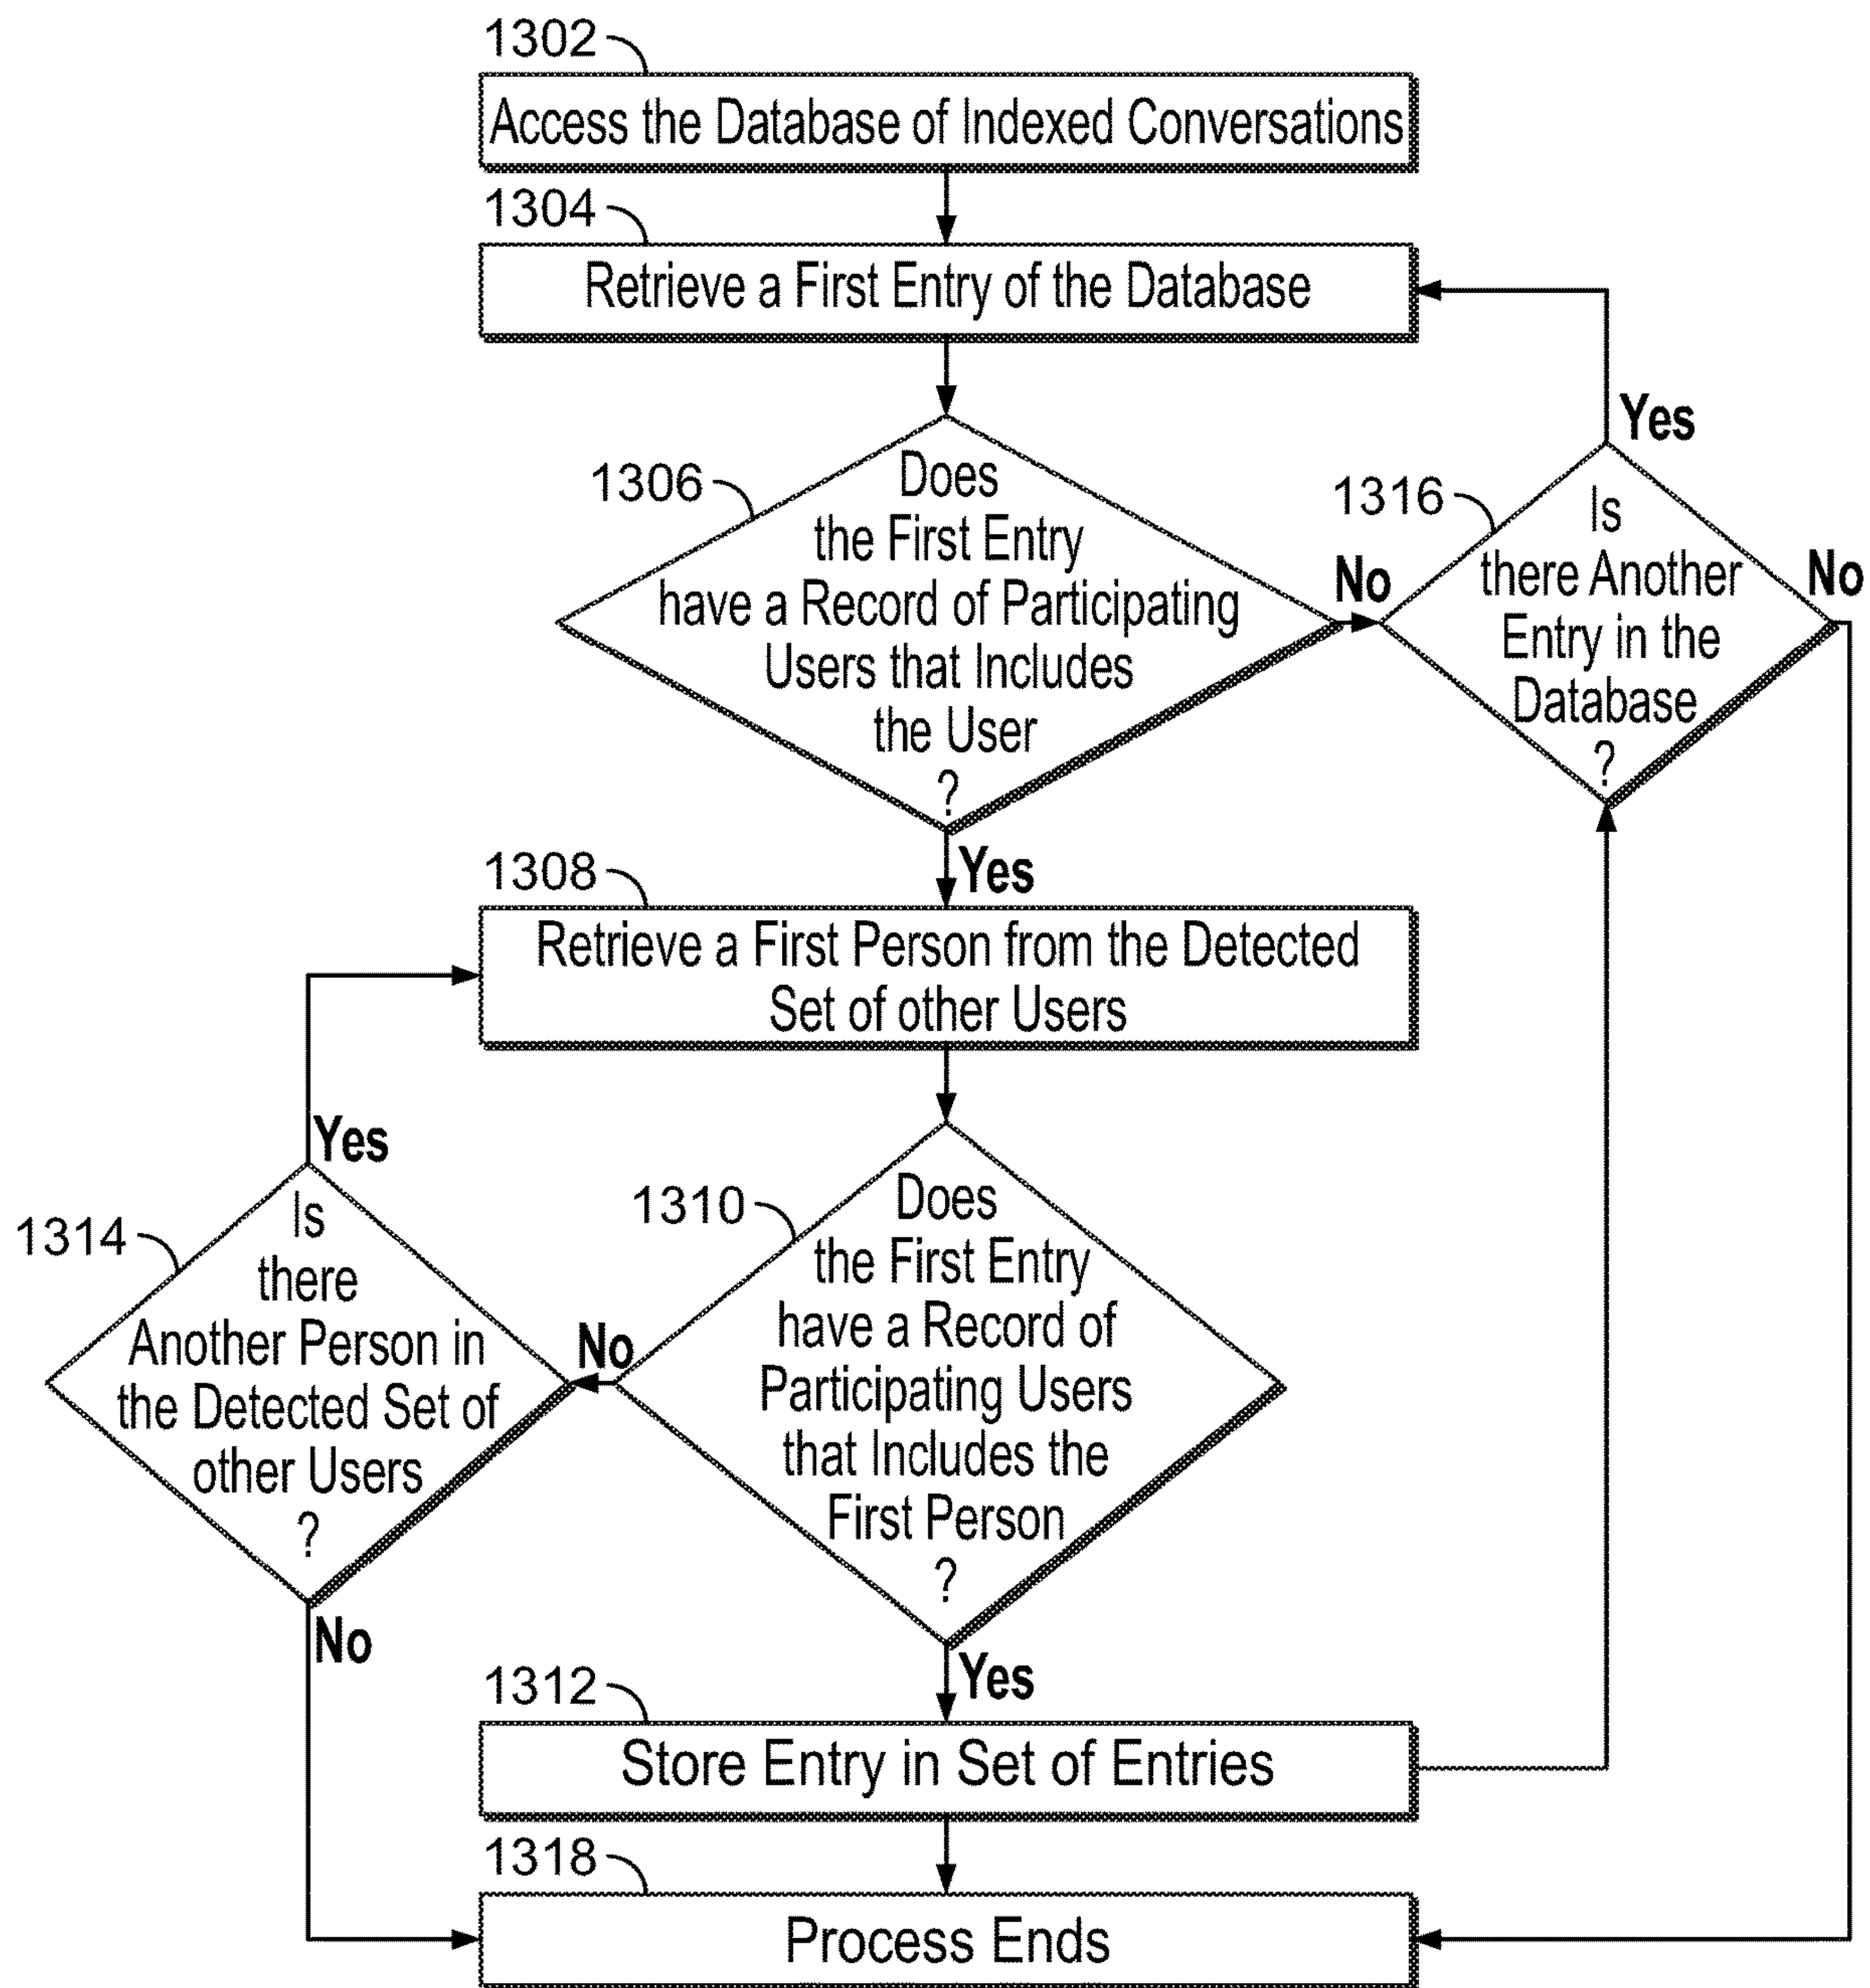 1302
Access the Database of Indexed Conversations
1304
Retrieve a First Entry of the Database
1306
Does
the First Entry
have a Record of Participating
Users that Includes
the User
?
No
Yes
1316
Is
there Another
Entry in the
Database
?
Yes
No
1308
Retrieve a First Person from the Detected
Set of other Users
1310
Does
the First Entry
have a Record of
Participating Users
that Includes the
First Person
?
No
Yes
1314
Is
there
Another Person in
the Detected Set of
other Users
?
Yes
No
1312
Store Entry in Set of Entries
1318
Process Ends